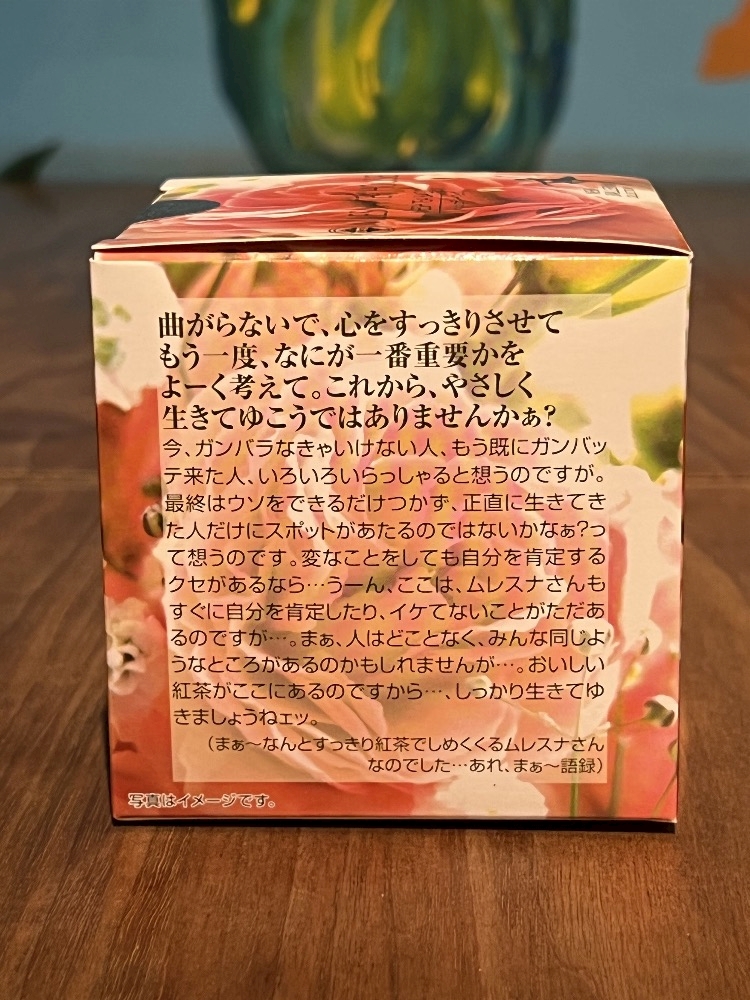 曲がらないで、心をすっきりさせて
もう一度、なにが一番重要かを
よーく考えて。これから、やさしく
生きてゆこうではありませんかぁ?
今、ガンバラなきゃいけない人、もう既にガンバッ
テ来た人、いろいろいらっしゃると想うのですが。
最終はウソをできるだけつかず、正直に生きてき
た人だけにスポットがあたるのではないかなぁ?っ
て想うのです。変なことをしても自分を肯定する
クセがあるなら…うーん、ここは、ムレスナさんも
すぐに自分を肯定したり、イケてないことがただあ
るのですが…。まぁ、人はどことなく、みんな同じよ
うなところがあるのかもしれませんが…。おいしい
紅茶がここにあるのですから…、しっかり生きてゆ
きましょうねェッ。
（まぁ〜なんとすっきり紅茶でしめくくるムレスナさん
なのでした…あれ、まぁ〜語録）
写真はイメージです。